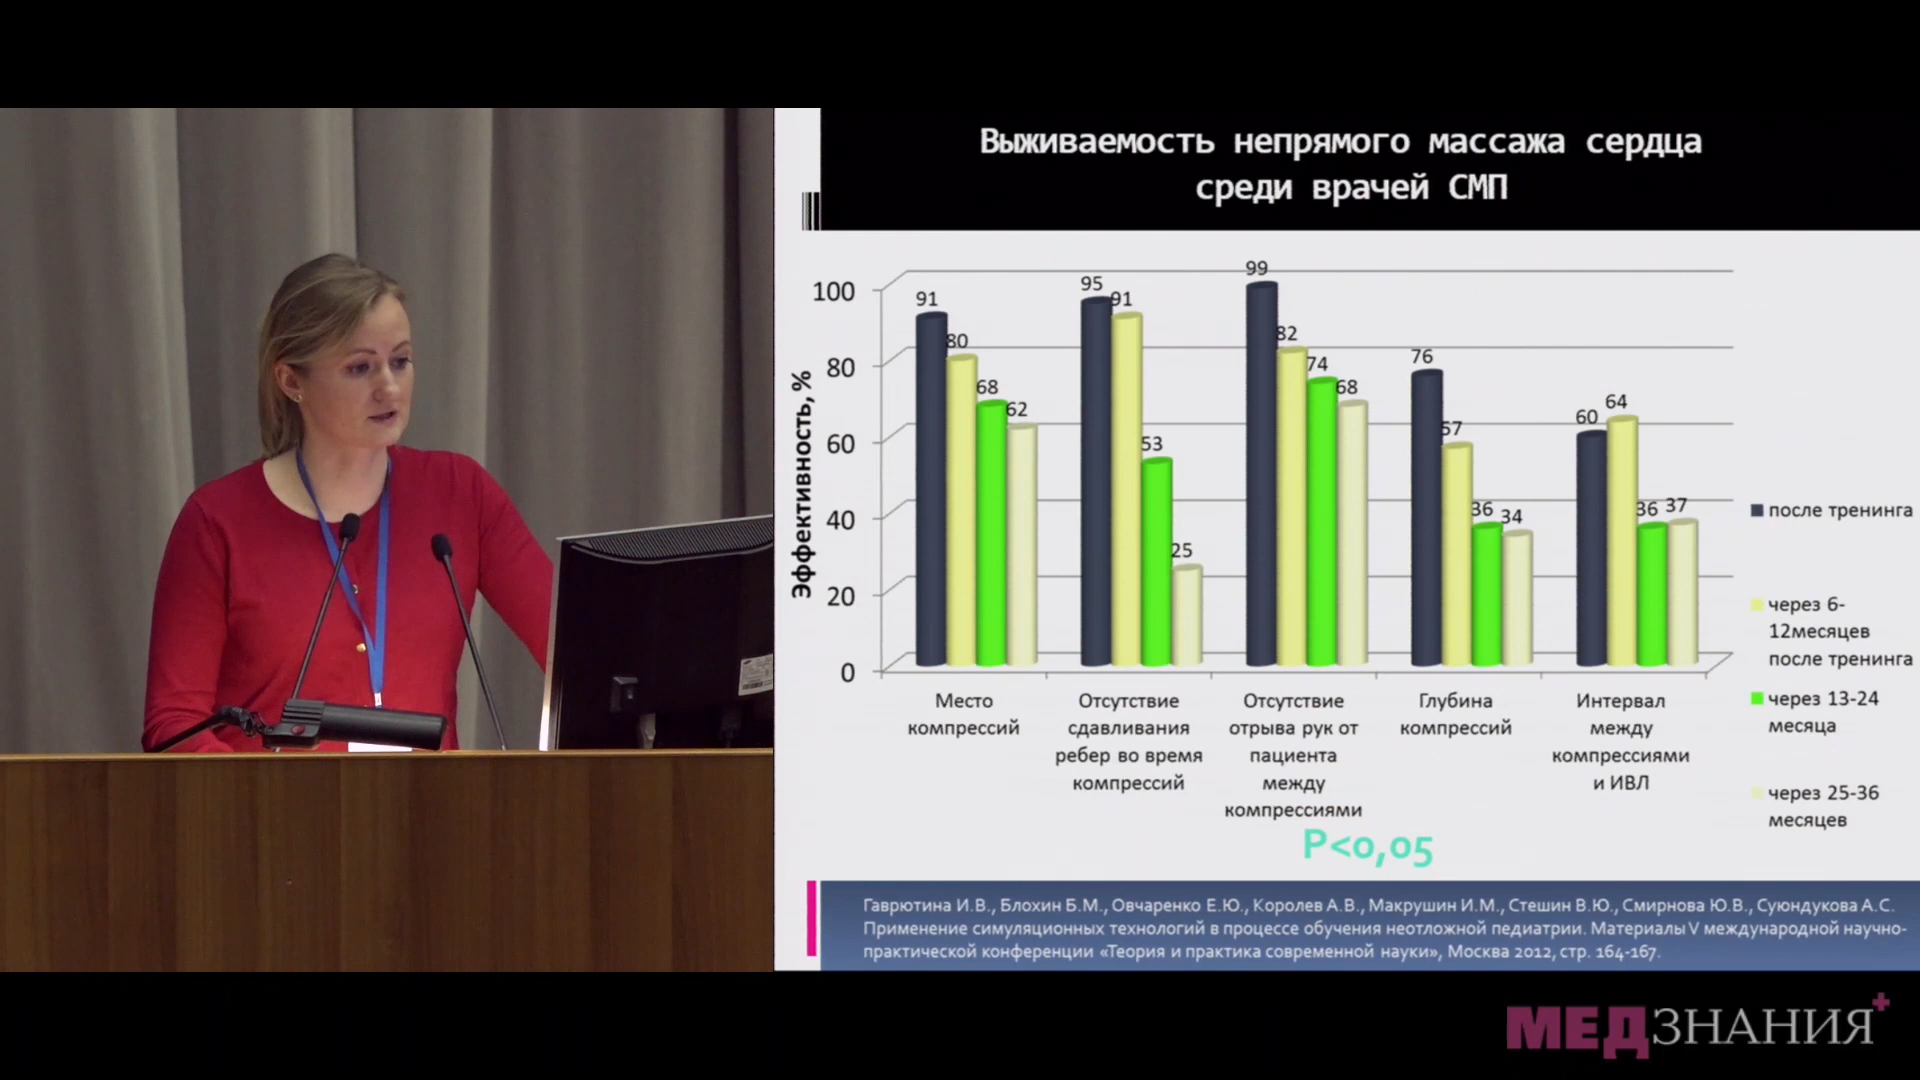 Выживаемость непрямого массажа сердца
среди врачей СМП
Эффективность, %
100
80
60
40
20
0
91
80
68
62
95
91
53
25
99
82
74
68
76
57
36
34
60
64
36
37
Место
компрессий
Отсутствие
сдавливания
ребер во время
компрессий
Отсутствие
отрыва рук от
пациента
между
компрессиями
Глубина
компрессий
Интервал
между
компрессиями
и ИВЛ
после тренинга
через 6-
12месяцев
после тренинга
через 13-24
месяца
через 25-36
месяцев
P<0,05
Гаврютина И.В., Блохин Б.М., Овчаренко Е.Ю., Королев А.В., Макрушин И.М., Стешин В.Ю., Смирнова Ю.В., Суюндукова А.С.
Применение симуляционных технологий в процессе обучения неотложной педиатрии. Материалы V международной научно-
практической конференции «Теория и практика современной науки», Москва 2012, стр. 164-167.
МЕДЗНАНИЯ+